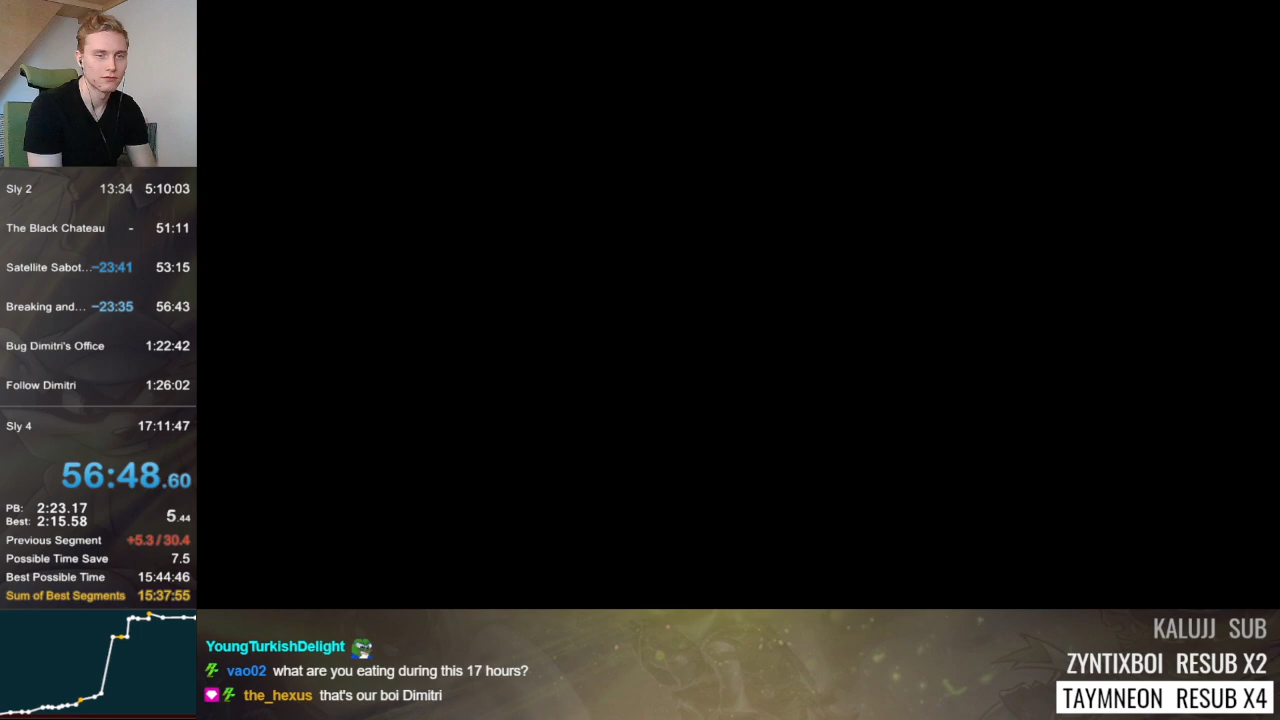 Sly 2 13:34 5:10:03
The Black Chateau - 51:11
Satellite Sabot... −23:41 53:15
Breaking and... −23:35 56:43
Bug Dimitri's Office 1:22:42
Follow Dimitri 1:26:02
Sly 4 17:11:47
56:48.60
PB: 2:23.17
Best: 2:15.58 5.44
Previous Segment +5.3 / 30.4
Possible Time Save 7.5
Best Possible Time 15:44:46
Sum of Best Segments 15:37:55
YoungTurkishDelight
vao02 what are you eating during this 17 hours?
the_hexus that's our boi Dimitri
KALUJJ SUB
ZYNTIXBOI RESUB X2
TAYMNEON RESUB X4